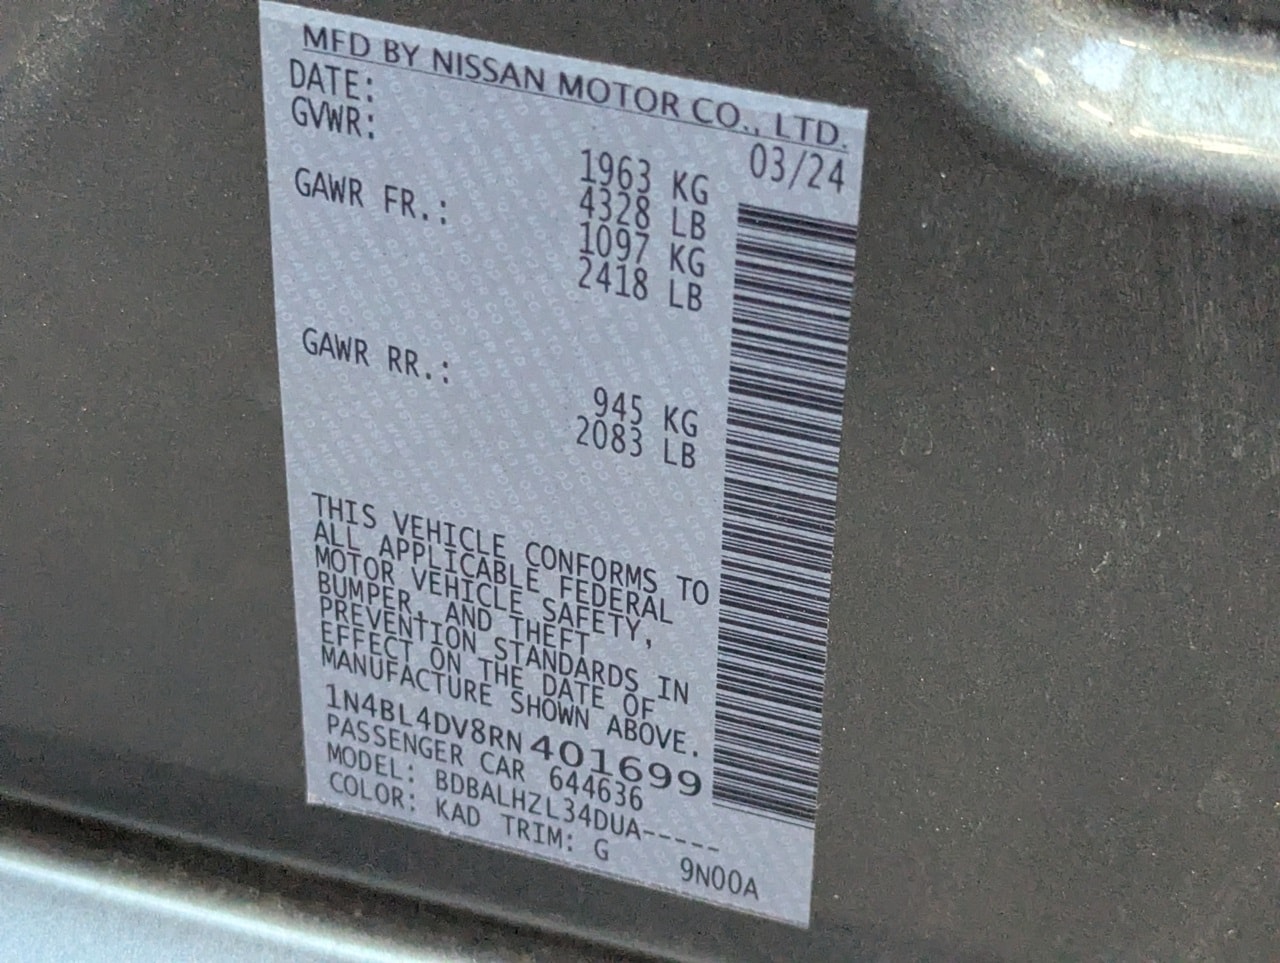 MFD BY NISSAN MOTOR CO., LTD.
DATE: 03/24
GVWR: 1963 KG
4328 LB
GAWR FR.: 1097 KG
2418 LB
GAWR RR.: 945 KG
2083 LB
THIS VEHICLE CONFORMS TO
ALL APPLICABLE FEDERAL
MOTOR VEHICLE SAFETY,
BUMPER, AND THEFT
PREVENTION STANDARDS IN
EFFECT ON THE DATE OF
MANUFACTURE SHOWN ABOVE.
1N4BL4DV8RN401699
PASSENGER CAR 644636
MODEL: BDBALHZL34DUA-----
COLOR: KAD TRIM: G 9N00A